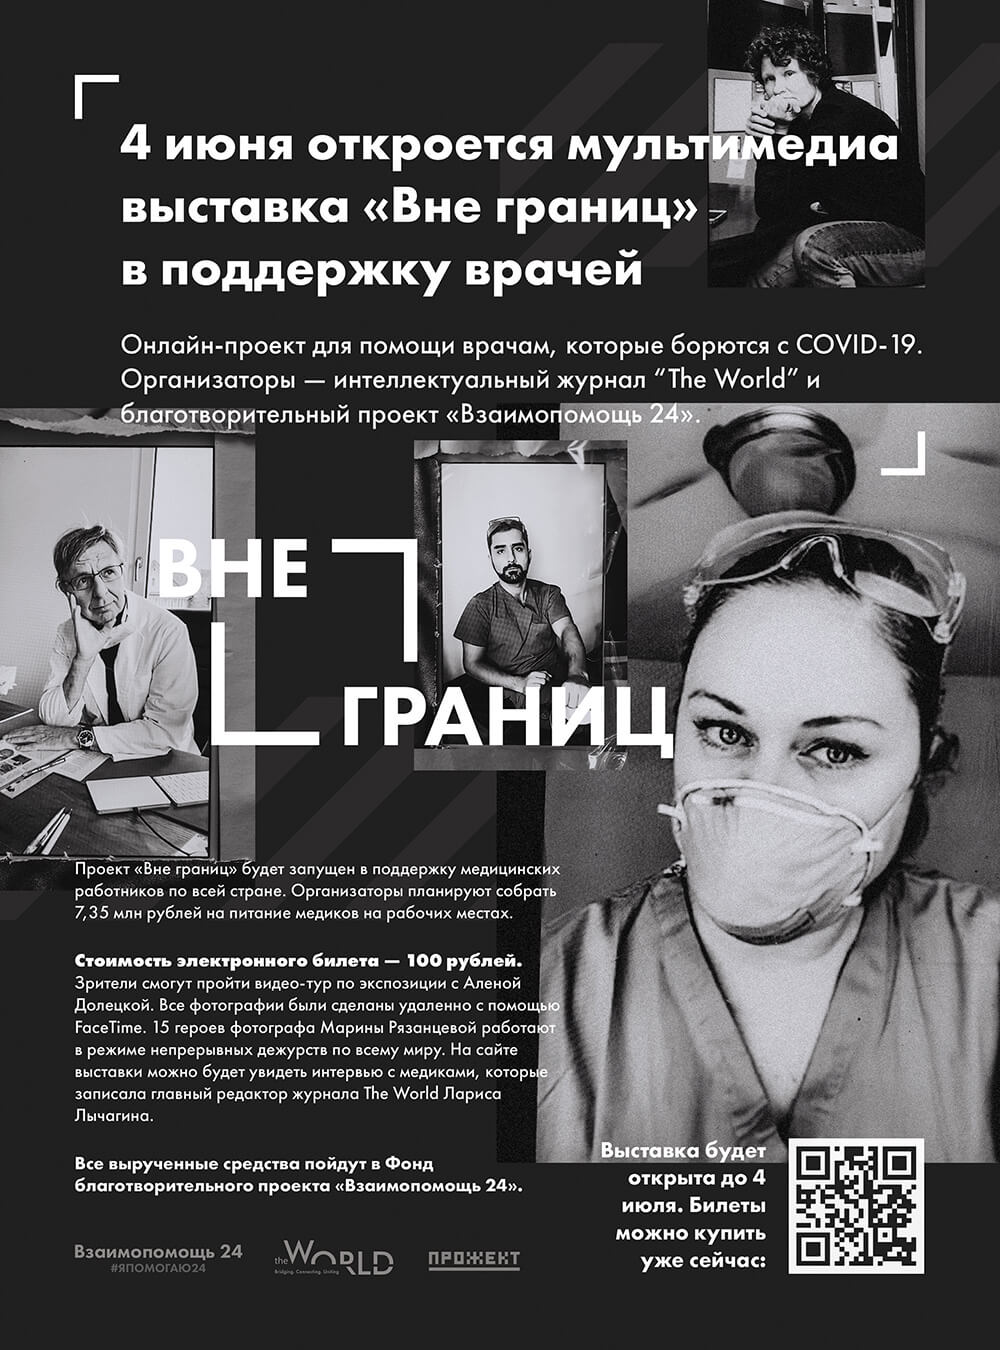 4 июня откроется мультимедиа
выставка «Вне границ»
в поддержку врачей
Онлайн-проект для помощи врачам, которые борются с COVID-19.
Организаторы — интеллектуальный журнал “The World” и
благотворительный проект «Взаимопомощь 24».
ВНЕ
ГРАНИЦ
Проект «Вне границ» будет запущен в поддержку медицинских
работников по всей стране. Организаторы планируют собрать
7,35 млн рублей на питание медиков на рабочих местах.
Стоимость электронного билета — 100 рублей.
Зрители смогут пройти видео-тур по экспозиции с Аленой
Долецкой. Все фотографии были сделаны удаленно с помощью
FaceTime. 15 героев фотографа Марины Рязанцевой работают
в режиме непрерывных дежурств по всему миру. На сайте
выставки можно будет увидеть интервью с медиками, которые
записала главный редактор журнала The World Лариса
Лычагина.
Все вырученные средства пойдут в Фонд
благотворительного проекта «Взаимопомощь 24».
Выставка будет
открыта до 4
июля. Билеты
можно купить
уже сейчас:
Взаимопомощь 24
#ЯПОМОГАЮ24
the WORLD
Bridging. Connecting. Uniting
ПРОЖЕКТ